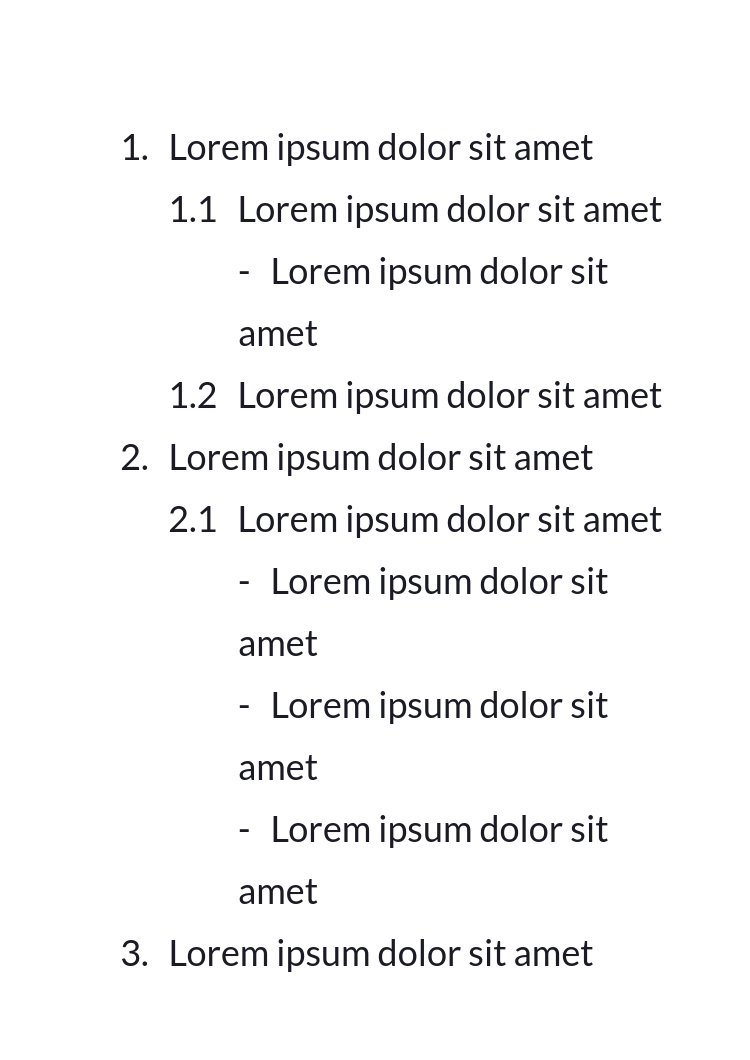 1. Lorem ipsum dolor sit amet
1.1 Lorem ipsum dolor sit amet
- Lorem ipsum dolor sit
amet
1.2 Lorem ipsum dolor sit amet
2. Lorem ipsum dolor sit amet
2.1 Lorem ipsum dolor sit amet
- Lorem ipsum dolor sit
amet
- Lorem ipsum dolor sit
amet
- Lorem ipsum dolor sit
amet
3. Lorem ipsum dolor sit amet